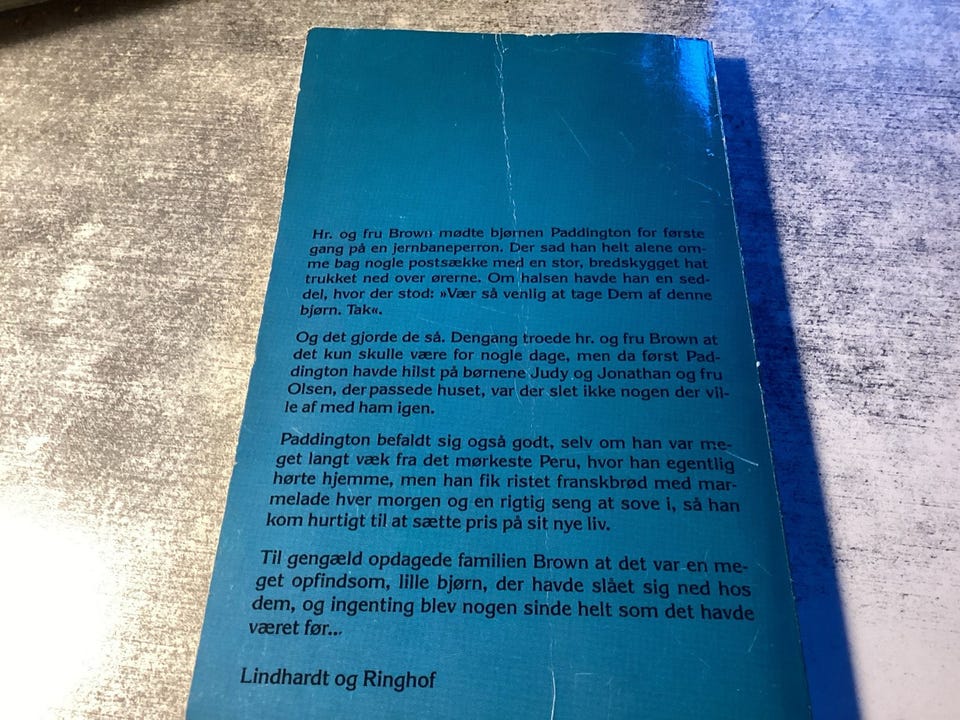 Hr. og fru Brown mødte bjørnen Paddington for første
gang på en jernbaneperron. Der sad han helt alene om-
me bag nogle postsække med en stor, bredskygget hat
trukket ned over ørerne. Om halsen havde han en sed-
del, hvor der stod: »Vær så venlig at tage Dem af denne
bjørn. Tak«.
Og det gjorde de så. Dengang troede hr. og fru Brown at
det kun skulle være for nogle dage, men da først Pad-
dington havde hilst på børnene Judy og Jonathan og fru
Olsen, der passede huset, var der slet ikke nogen der vil-
le af med ham igen.
Paddington befaldt sig også godt, selv om han var me-
get langt væk fra det mørkeste Peru, hvor han egentlig
hørte hjemme, men han fik ristet franskbrød med mar-
melade hver morgen og en rigtig seng at sove i, så han
kom hurtigt til at sætte pris på sit nye liv.
Til gengæld opdagede familien Brown at det var en me-
get opfindsom, lille bjørn, der havde slået sig ned hos
dem, og ingenting blev nogen sinde helt som det havde
været før...
Lindhardt og Ringhof